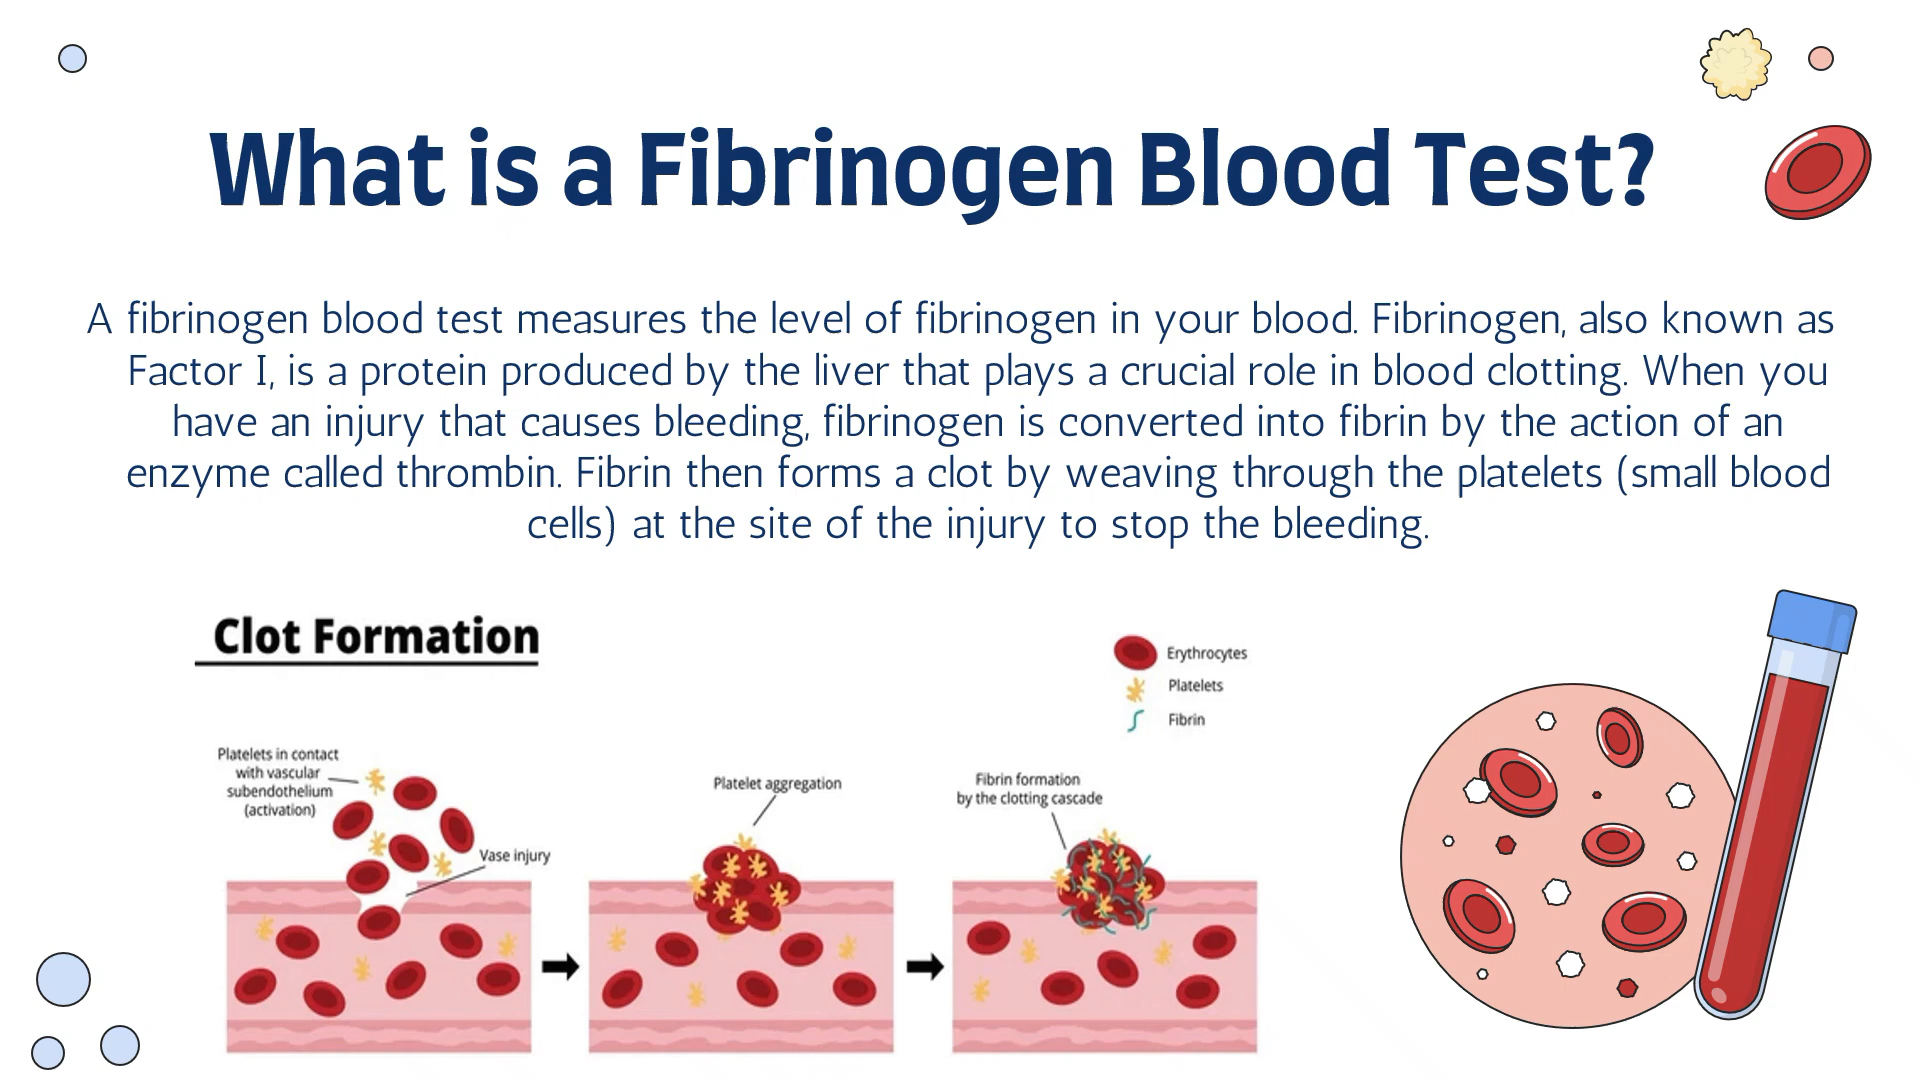 What is a Fibrinogen Blood Test?
A fibrinogen blood test measures the level of fibrinogen in your blood. Fibrinogen, also known as
Factor I, is a protein produced by the liver that plays a crucial role in blood clotting. When you
have an injury that causes bleeding, fibrinogen is converted into fibrin by the action of an
enzyme called thrombin. Fibrin then forms a clot by weaving through the platelets (small blood
cells) at the site of the injury to stop the bleeding.
Clot Formation
Erythrocytes
Platelets
Fibrin
Platelets in contact
with vascular
subendothelium
(activation)
Vase injury
Platelet aggregation
Fibrin formation
by the clotting cascade